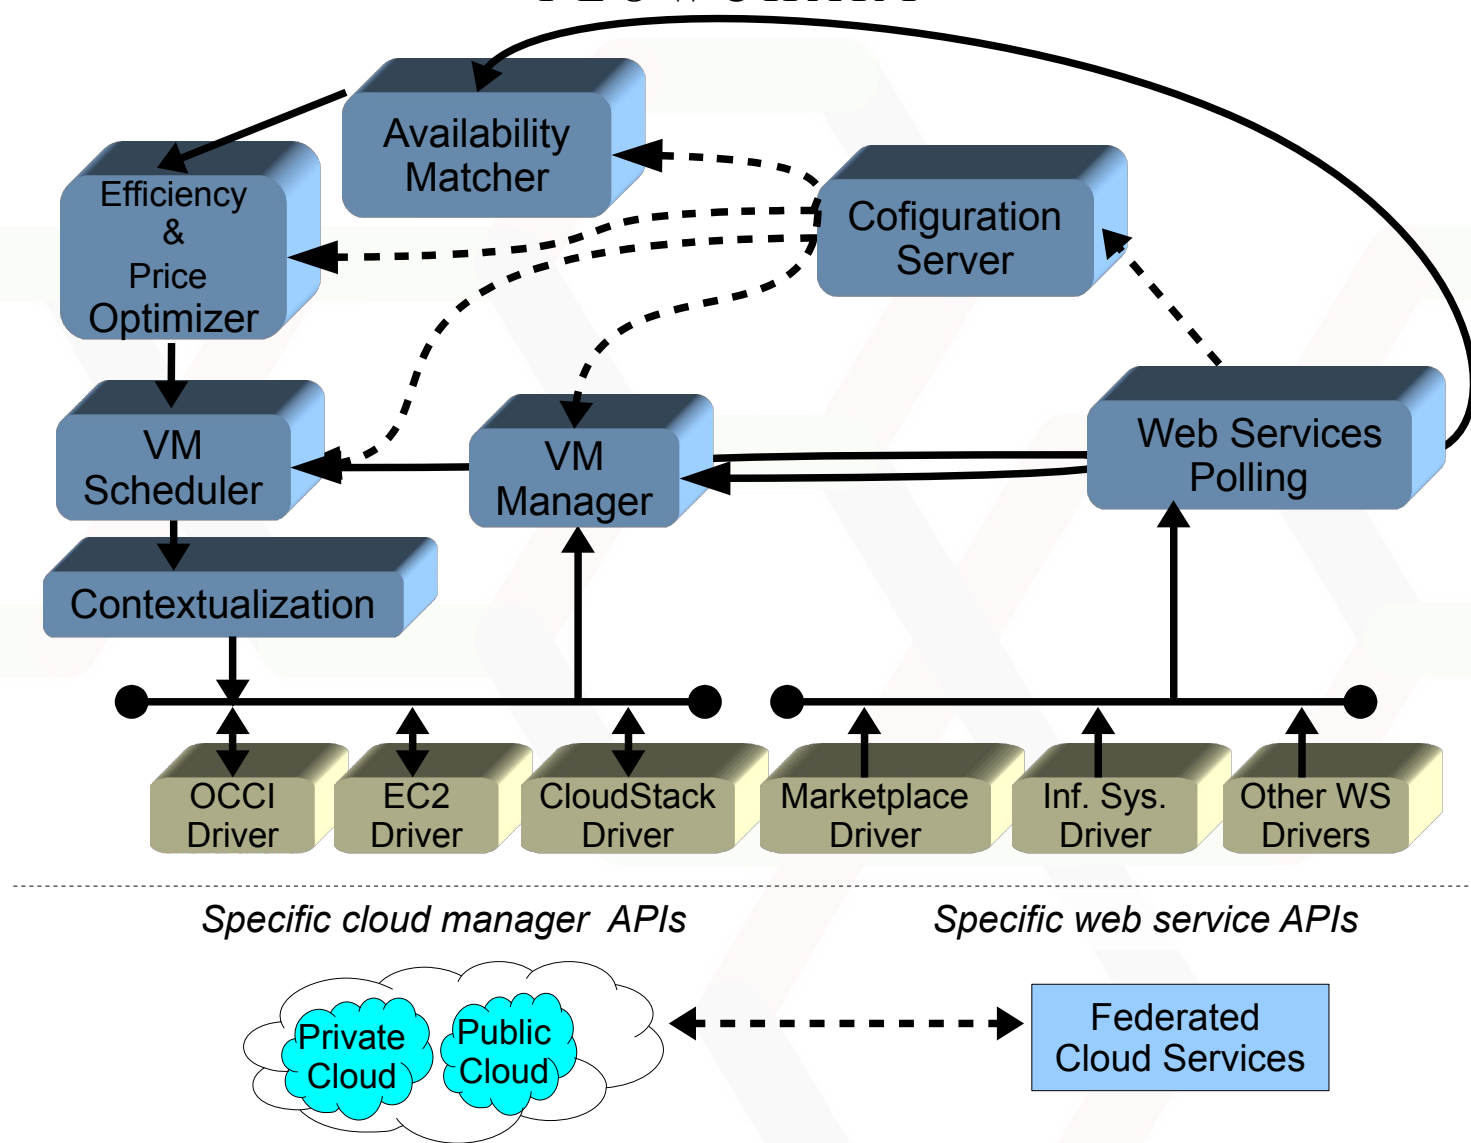 Availability
Matcher
Efficiency
&
Price
Optimizer
Cofiguration
Server
VM
Scheduler
VM
Manager
Web Services
Polling
Contextualization
OCCI
Driver
EC2
Driver
CloudStack
Driver
Marketplace
Driver
Inf. Sys.
Driver
Other WS
Drivers
Specific cloud manager APIs
Specific web service APIs
Private
Cloud
Public
Cloud
Federated
Cloud Services